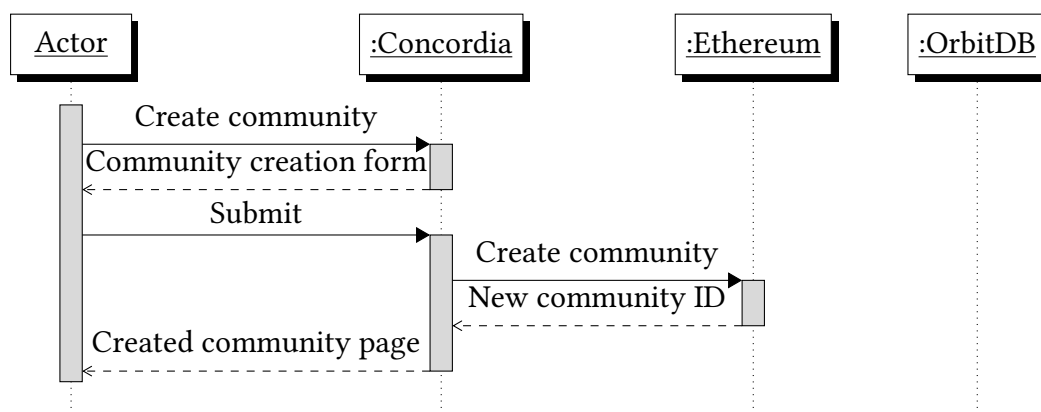 Actor
:Concordia
:Ethereum
:OrbitDB
Create community
Community creation form
Submit
Create community
New community ID
Created community page